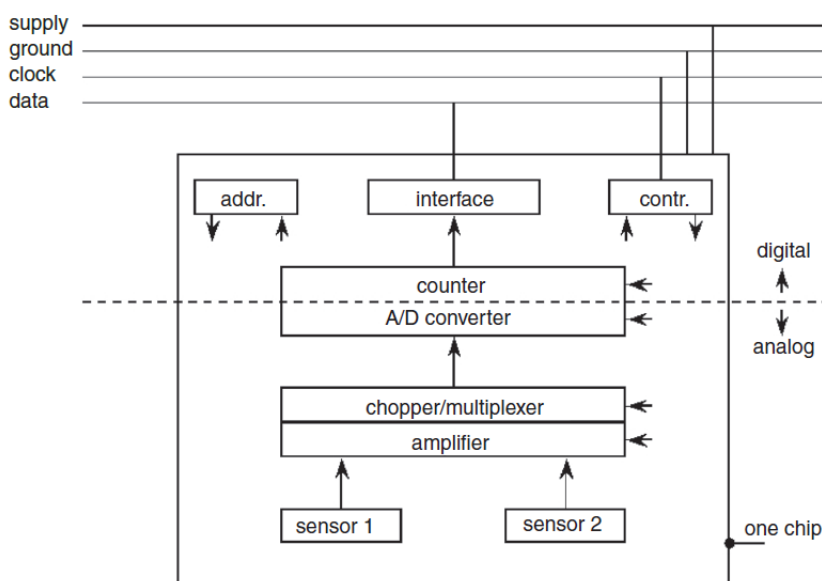 supply
ground
clock
data
addr.
interface
contr.
digital
counter
A/D converter
analog
chopper/multiplexer
amplifier
sensor 1
sensor 2
one chip